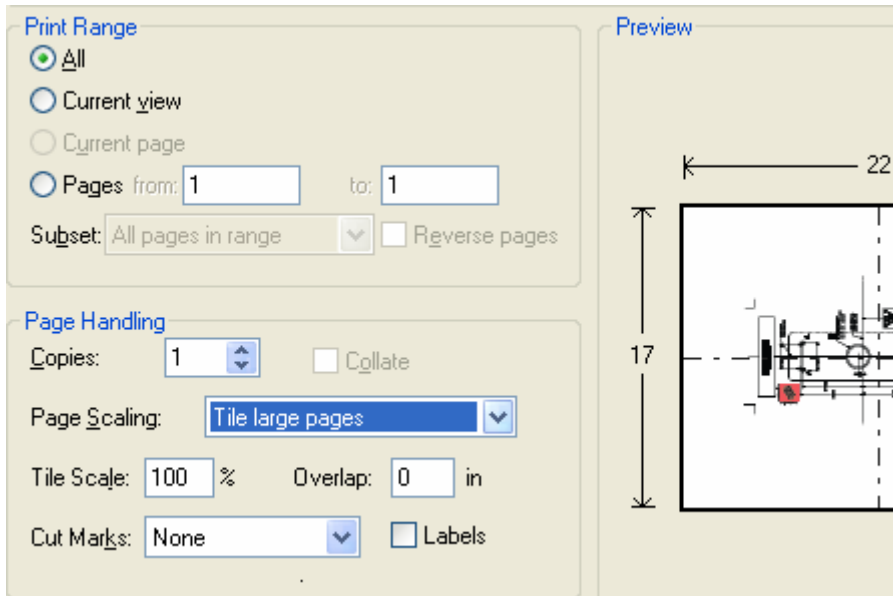 Print Range
All
Current view
Current page
Pages from: 1 to: 1
Subset: All pages in range Reverse pages
Page Handling
Copies: 1 Collate
Page Scaling: Tile large pages
Tile Scale: 100 % Overlap: 0 in
Cut Marks: None Labels
Preview
22
17